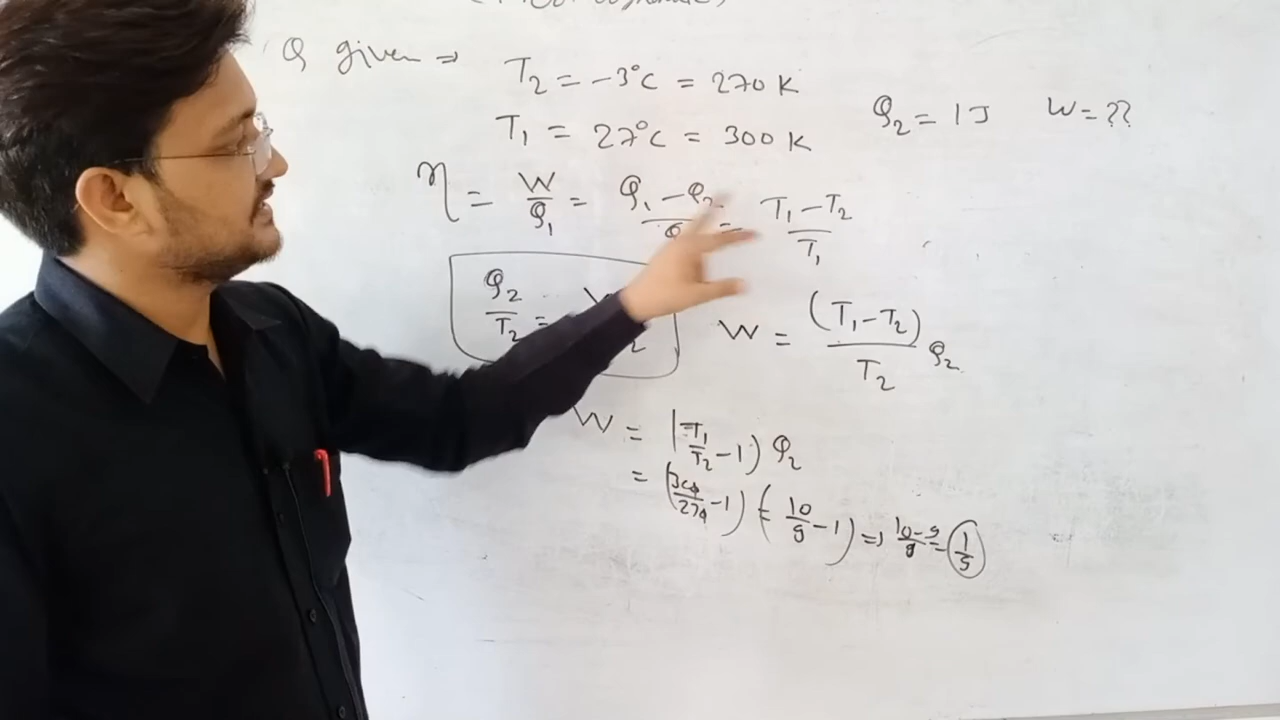 Q given ⇒
T₂ = -3°C = 270 K
T₁ = 27°C = 300 K
Q₂ = 1J W = ??
η = W/Q₁ = Q₁-Q₂/ = T₁-T₂/T₁
Q₂/T₂ =
W = (T₁-T₂)/T₂ Q₂
W = (T₁/T₂ -1) Q₂
= (300/270 -1) = (10/9 -1) ⇒ 10-9/9 = 1/9